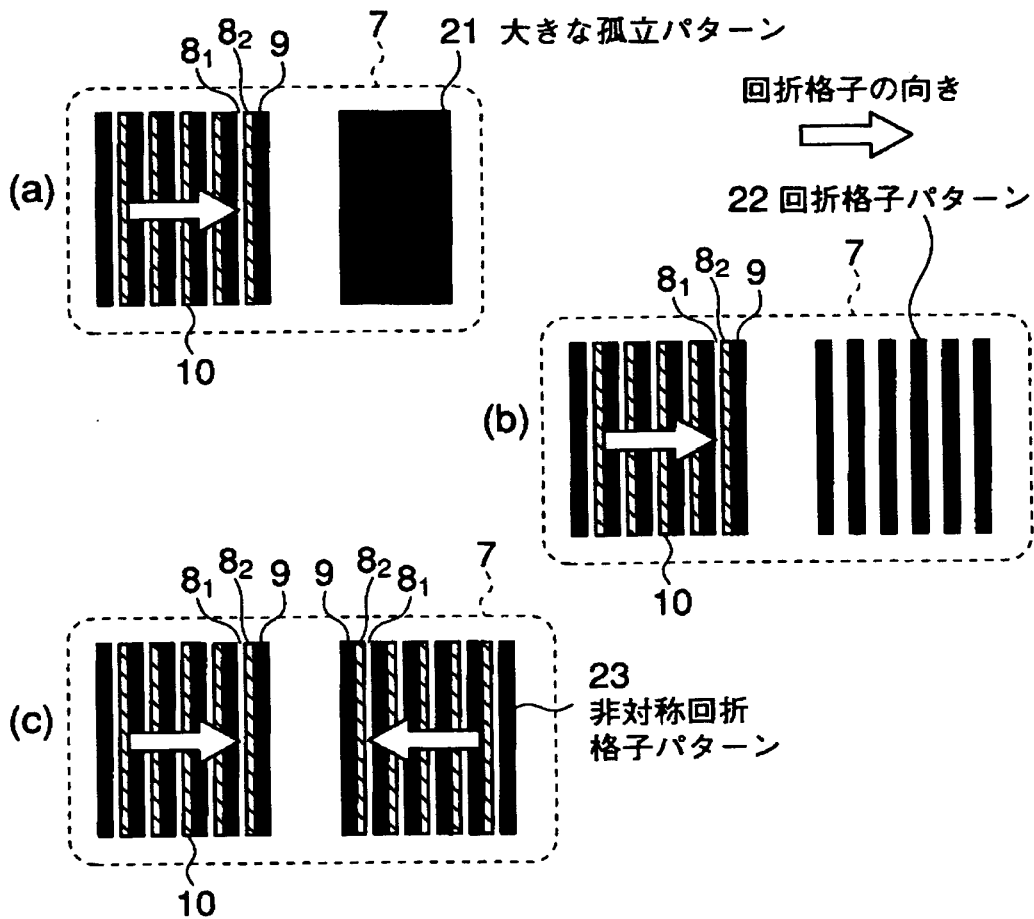 7
21 大きな孤立パターン
8₁ 8₂ 9
(a)
10
回折格子の向き
22 回折格子パターン
7
8₁ 8₂ 9
(b)
10
7
8₁ 8₂ 9 9 8₂ 8₁
(c)
23
非対称回折
格子パターン
10